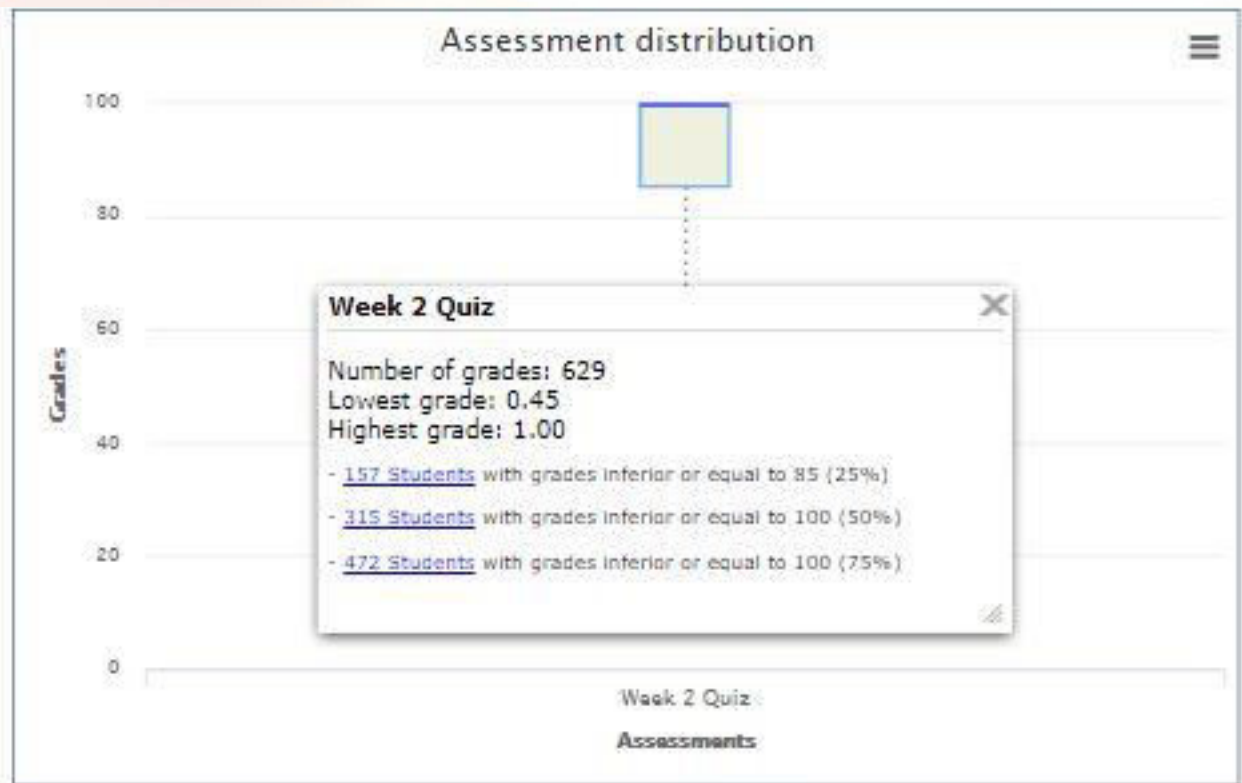 Assessment distribution
100
80
60
40
20
0
Grades
Week 2 Quiz
Number of grades: 629
Lowest grade: 0.45
Highest grade: 1.00
- 157 Students with grades inferior or equal to 85 (25%)
- 315 Students with grades inferior or equal to 100 (50%)
- 472 Students with grades inferior or equal to 100 (75%)
Week 2 Quiz
Assessments